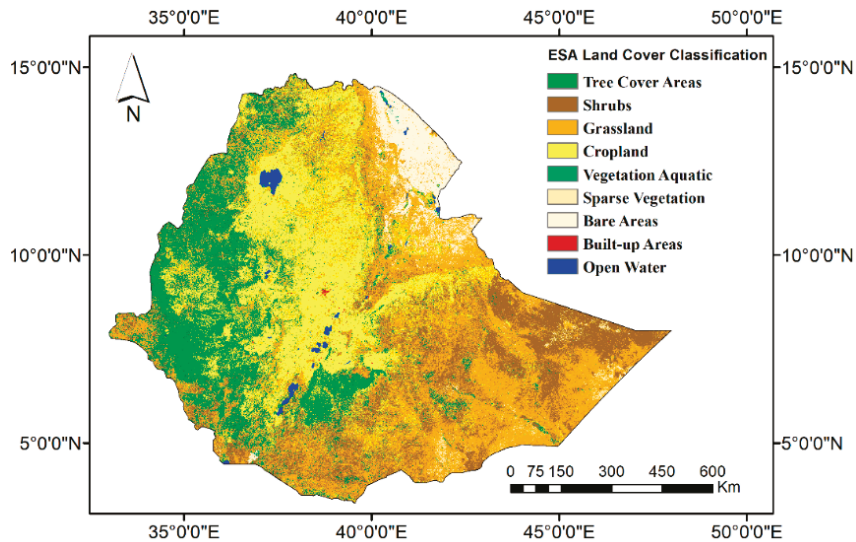 35°0'0"E 40°0'0"E 45°0'0"E 50°0'0"E
15°0'0"N 15°0'0"N
N
ESA Land Cover Classification
Tree Cover Areas
Shrubs
Grassland
Cropland
Vegetation Aquatic
Sparse Vegetation
Bare Areas
Built-up Areas
Open Water
10°0'0"N 10°0'0"N
5°0'0"N 5°0'0"N
0 75 150 300 450 600
Km
35°0'0"E 40°0'0"E 45°0'0"E 50°0'0"E